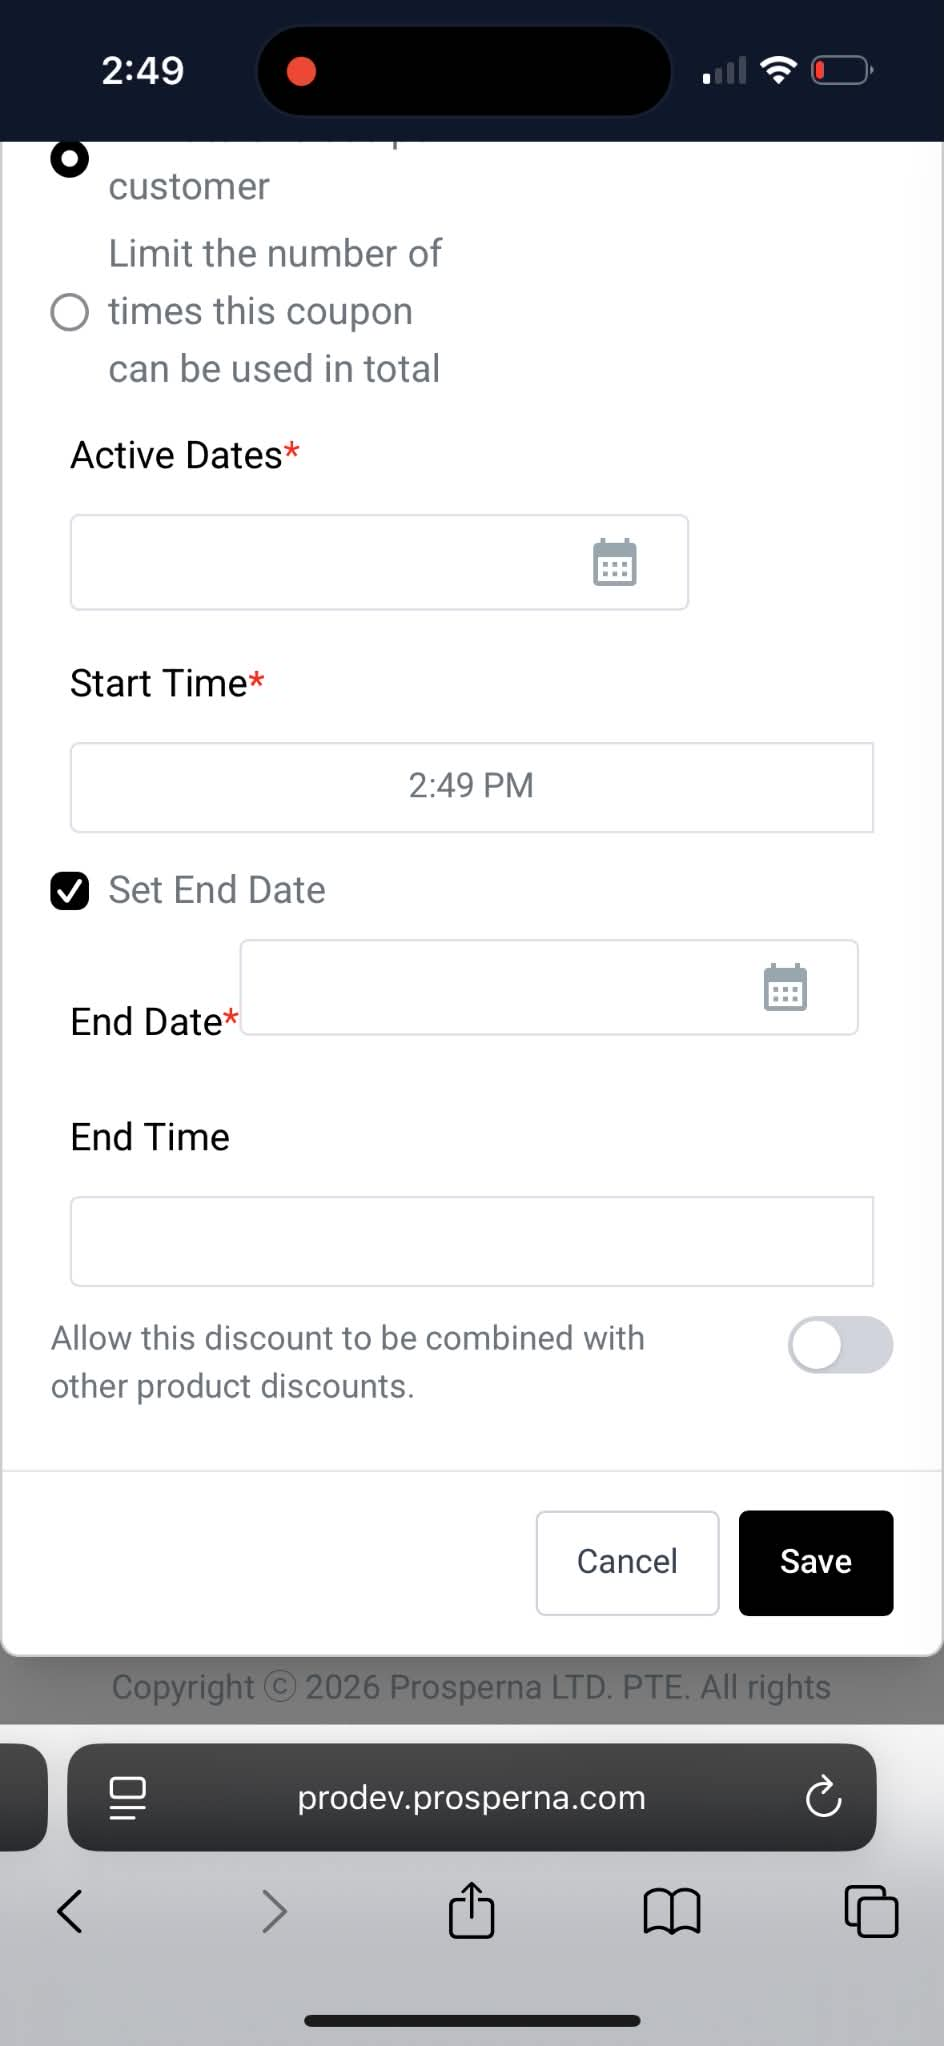 2:49
customer
Limit the number of
times this coupon
can be used in total
Active Dates*
Start Time*
2:49 PM
Set End Date
End Date*
End Time
Allow this discount to be combined with
other product discounts.
Cancel
Save
Copyright © 2026 Prosperna LTD. PTE. All rights
prodev.prosperna.com